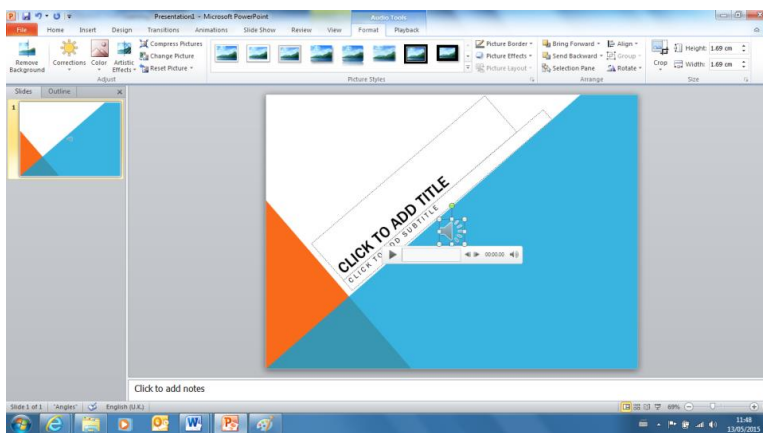 Presentation1 - Microsoft PowerPoint
Audio Tools
File Home Insert Design Transitions Animations Slide Show Review View Format Playback
Remove Background
Corrections
Color
Artistic Effects
Compress Pictures
Change Picture
Reset Picture
Adjust
Picture Styles
Picture Border
Picture Effects
Picture Layout
Bring Forward
Send Backward
Selection Pane
Align
Group
Rotate
Arrange
Crop
Height: 1.69 cm
Width: 1.69 cm
Size
Slides Outline
1
CLICK TO ADD TITLE
CLICK TO ADD SUBTITLE
00:00.00
Click to add notes
Slide 1 of 1 "Angles" English (U.K.)
69%
11:48
13/05/2015